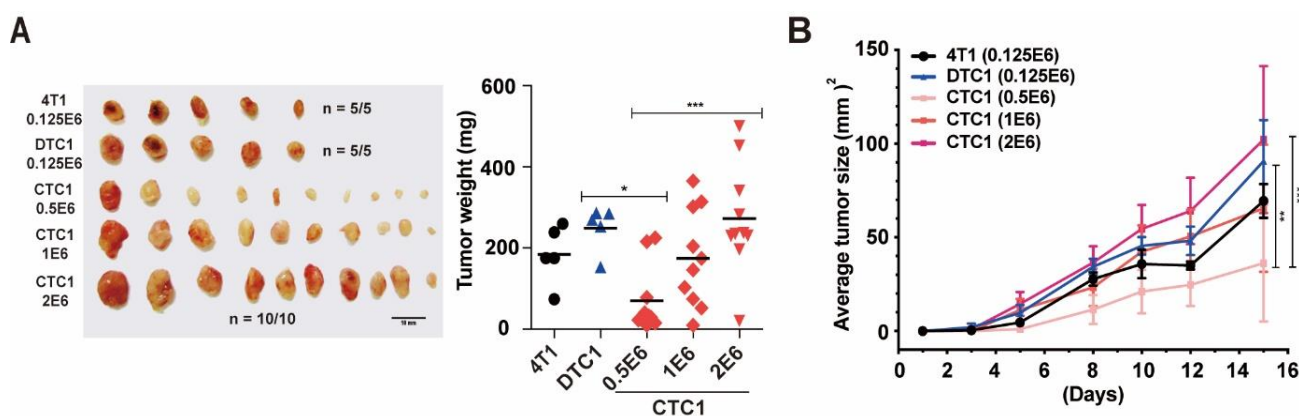 A
4T1
0.125E6
n = 5/5
DTC1
0.125E6
n = 5/5
CTC1
0.5E6
CTC1
1E6
CTC1
2E6
n = 10/10
10 mm
Tumor weight (mg)
600
400
200
0
*
***
4T1
DTC1
0.5E6
1E6
2E6
CTC1
B
Average tumor size (mm )²
150
100
50
0
4T1 (0.125E6)
DTC1 (0.125E6)
CTC1 (0.5E6)
CTC1 (1E6)
CTC1 (2E6)
**
***
0 2 4 6 8 10 12 14 16
(Days)